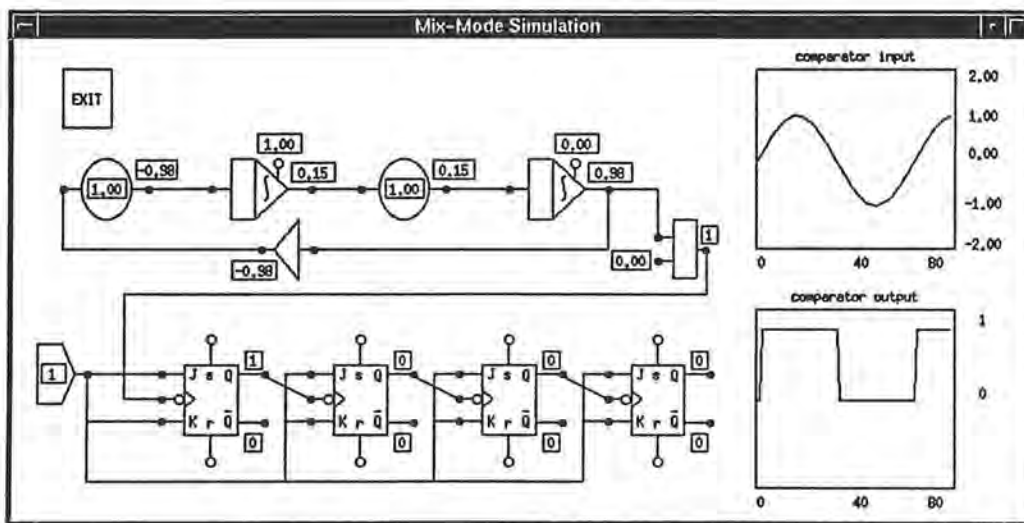 Mix-Mode Simulation
EXIT
1,00
-0,98
1,00
0,15
1,00
0,15
0,00
0,98
-0,98
0,00
1
comparator input
2,00
1,00
0,00
-1,00
-2,00
0 40 80
comparator output
1
0
0 40 80
1
J s Q
K r Q̄
1
0
J s Q
K r Q̄
0
0
J s Q
K r Q̄
0
0
J s Q
K r Q̄
0
0